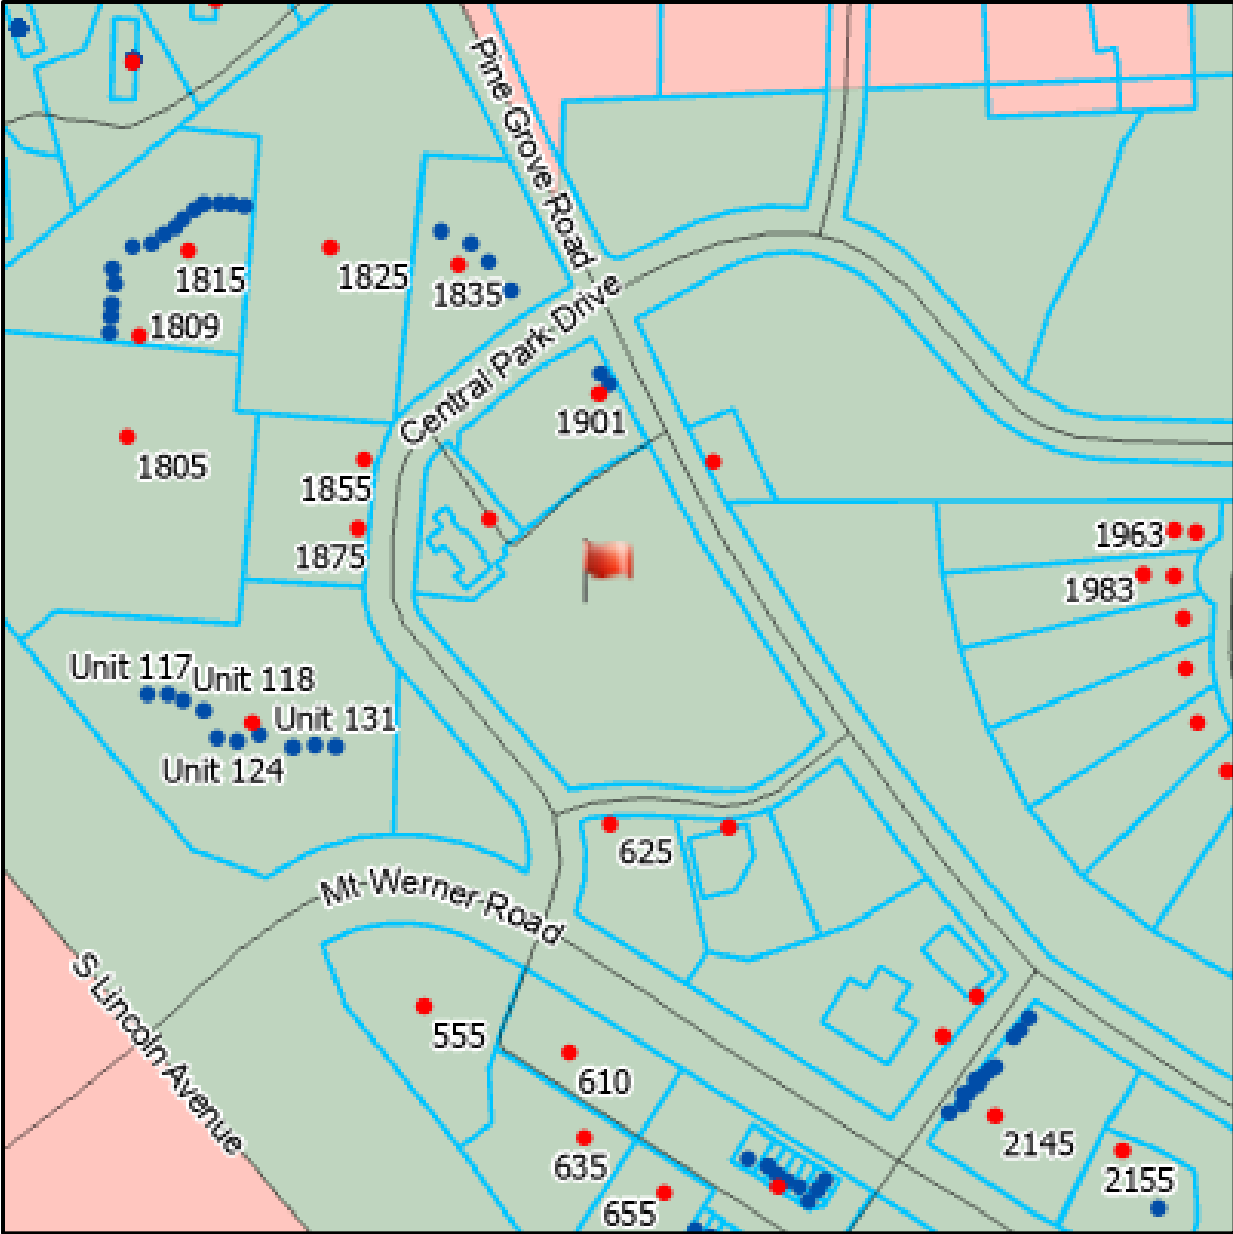 Pine Grove Road
1815
1825
1835
1809
Central Park Drive
1901
1805
1855
1875
1963
1983
Unit 117
Unit 118
Unit 131
Unit 124
625
Mt Werner Road
S Lincoln Avenue
555
610
635
655
2145
2155